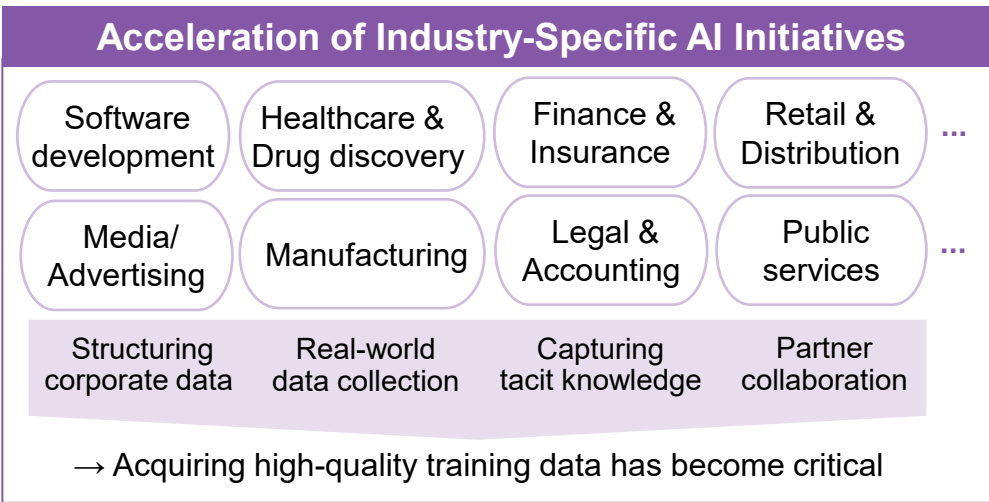 Acceleration of Industry-Specific AI Initiatives
Software
development
Healthcare &
Drug discovery
Finance &
Insurance
Retail &
Distribution
...
Media/
Advertising
Manufacturing
Legal &
Accounting
Public
services
...
Structuring
corporate data
Real-world
data collection
Capturing
tacit knowledge
Partner
collaboration
→ Acquiring high-quality training data has become critical